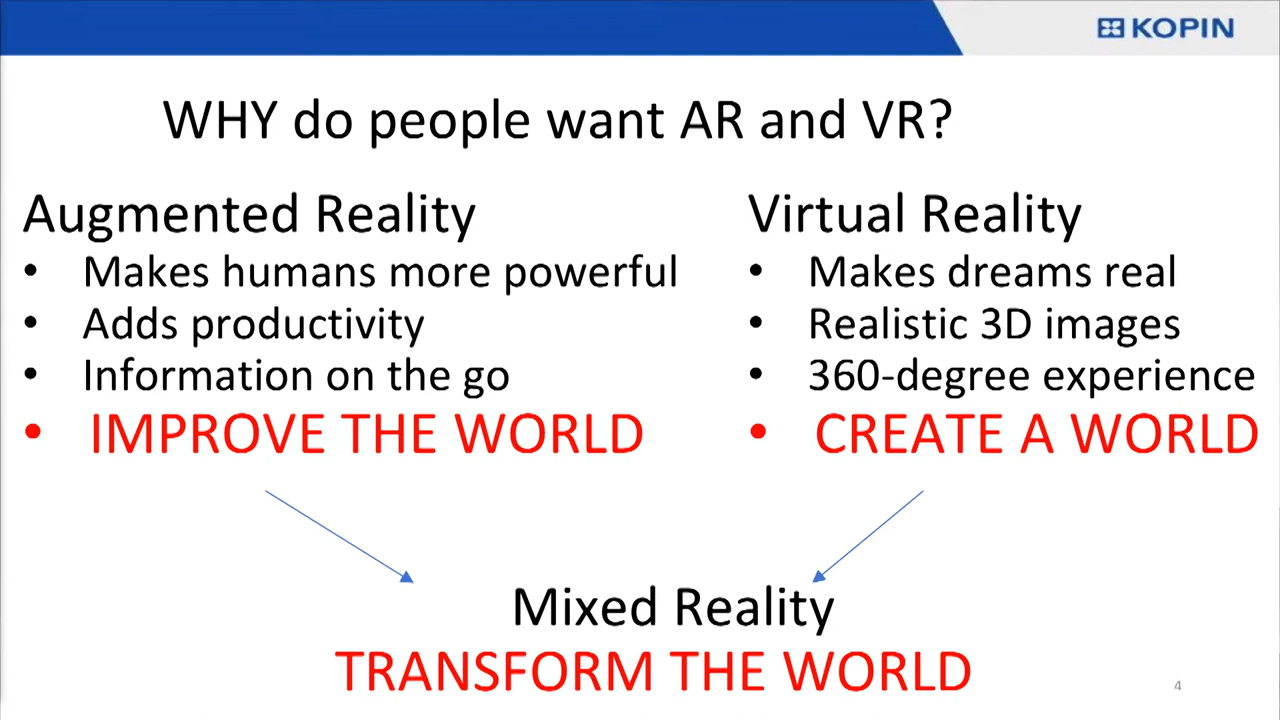 KOPIN
WHY do people want AR and VR?
Augmented Reality
• Makes humans more powerful
• Adds productivity
• Information on the go
• IMPROVE THE WORLD
Virtual Reality
• Makes dreams real
• Realistic 3D images
• 360-degree experience
• CREATE A WORLD
Mixed Reality
TRANSFORM THE WORLD
4